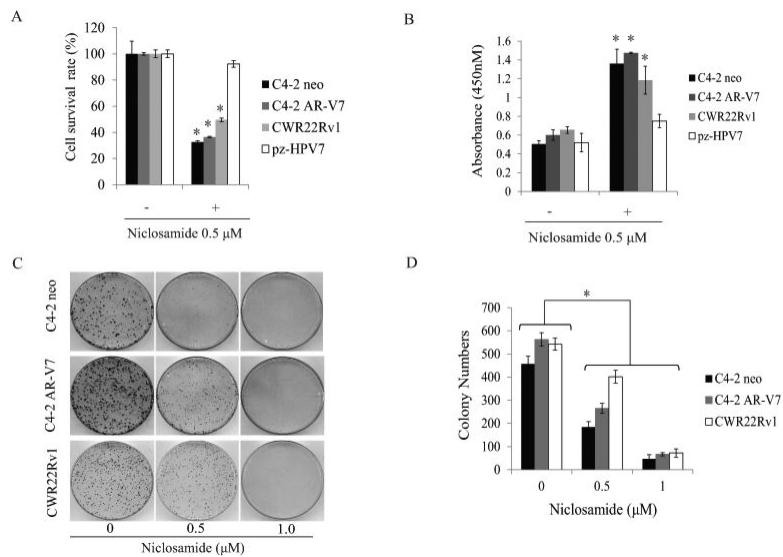 A
Cell survival rate (%)
120
100
80
60
40
20
0
*
*
*
C4-2 neo
C4-2 AR-V7
CWR22Rv1
pz-HPV7
-
+
Niclosamide 0.5 μM
B
Absorbance (450nM)
1.6
1.4
1.2
1
0.8
0.6
0.4
0.2
0
*
*
*
C4-2 neo
C4-2 AR-V7
CWR22Rv1
pz-HPV7
-
+
Niclosamide 0.5 μM
C
C4-2 neo
C4-2 AR-V7
CWR22Rv1
0
0.5
1.0
Niclosamide (μM)
D
Colony Numbers
700
600
500
400
300
200
100
0
*
C4-2 neo
C4-2 AR-V7
CWR22Rv1
0
0.5
1
Niclosamide (μM)